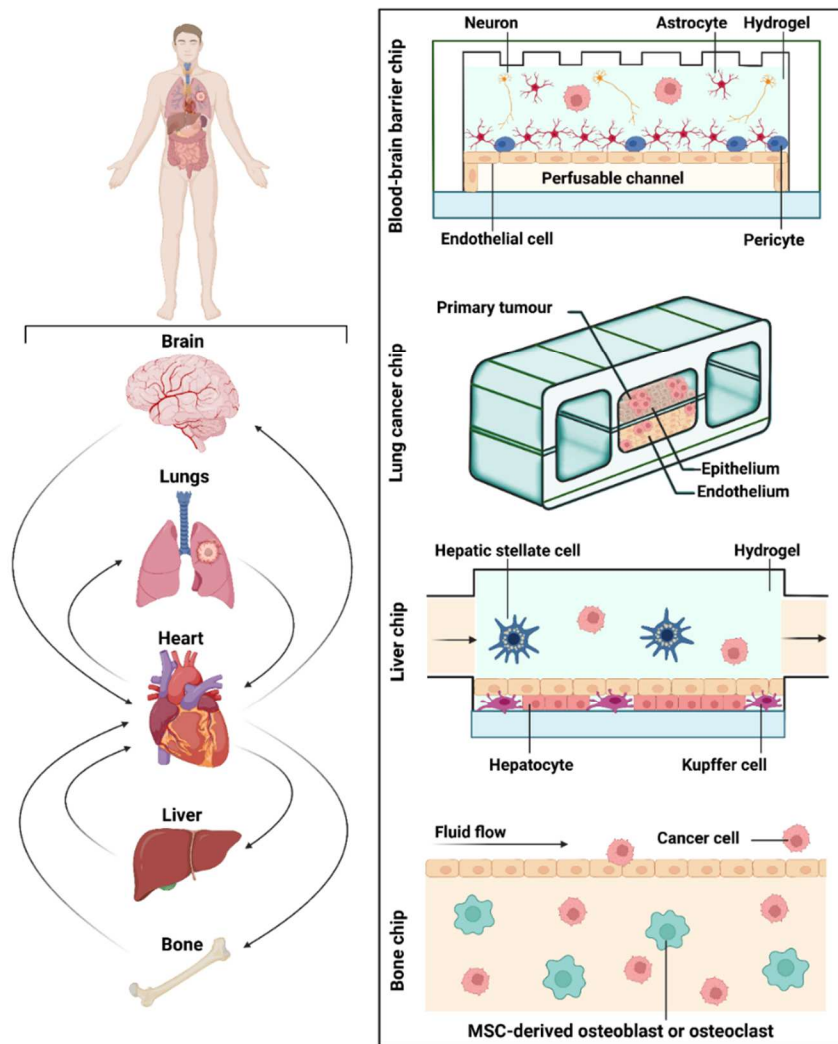 Brain
Lungs
Heart
Liver
Bone
Blood-brain barrier chip
Neuron
Astrocyte
Hydrogel
Perfusable channel
Endothelial cell
Pericyte
Lung cancer chip
Primary tumour
Epithelium
Endothelium
Liver chip
Hepatic stellate cell
Hydrogel
Hepatocyte
Kupffer cell
Bone chip
Fluid flow
Cancer cell
MSC-derived osteoblast or osteoclast